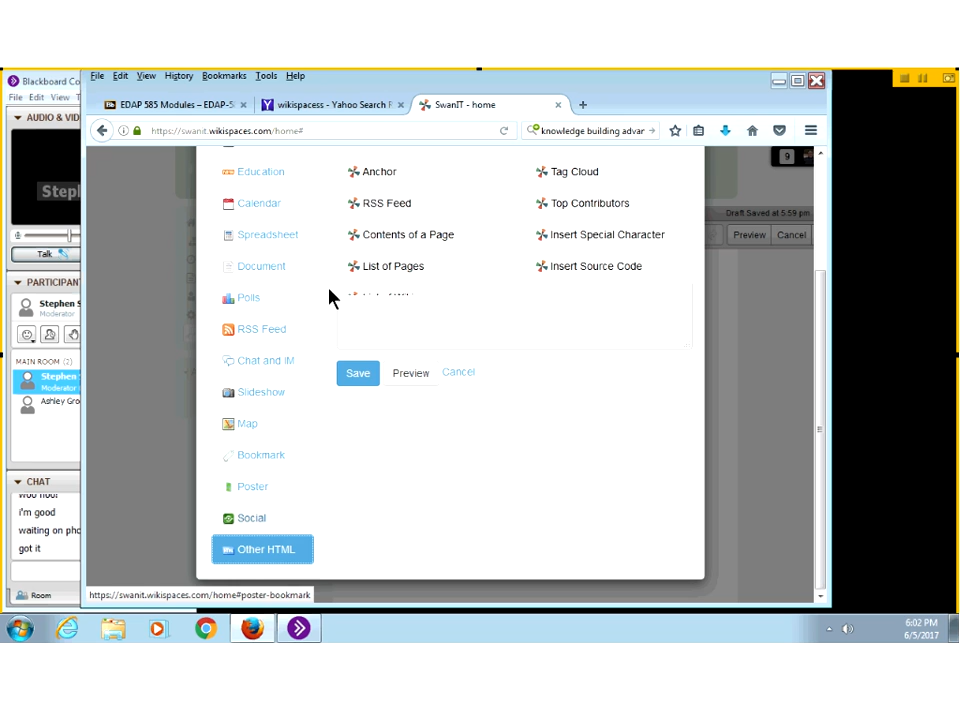 Blackboard Co
File Edit View T
AUDIO & VID
Steph
Talk
PARTICIPAN
Stephen S
Moderator
MAIN ROOM (2)
Stephen
Moderator
Ashley Gro
CHAT
woo hoo!
i'm good
waiting on pho
got it
Room
File Edit View History Bookmarks Tools Help
Bb EDAP 585 Modules – EDAP-5
wikispacess - Yahoo Search R
SwanIT - home
https://swanit.wikispaces.com/home#
knowledge building advar
9
Draft Saved at 5:59 pm
Preview Cancel
Education
Calendar
Spreadsheet
Document
Polls
RSS Feed
Chat and IM
Slideshow
Map
Bookmark
Poster
Social
Other HTML
Anchor
RSS Feed
Contents of a Page
List of Pages
Tag Cloud
Top Contributors
Insert Special Character
Insert Source Code
Save Preview Cancel
https://swanit.wikispaces.com/home#poster-bookmark
6:02 PM
6/5/2017